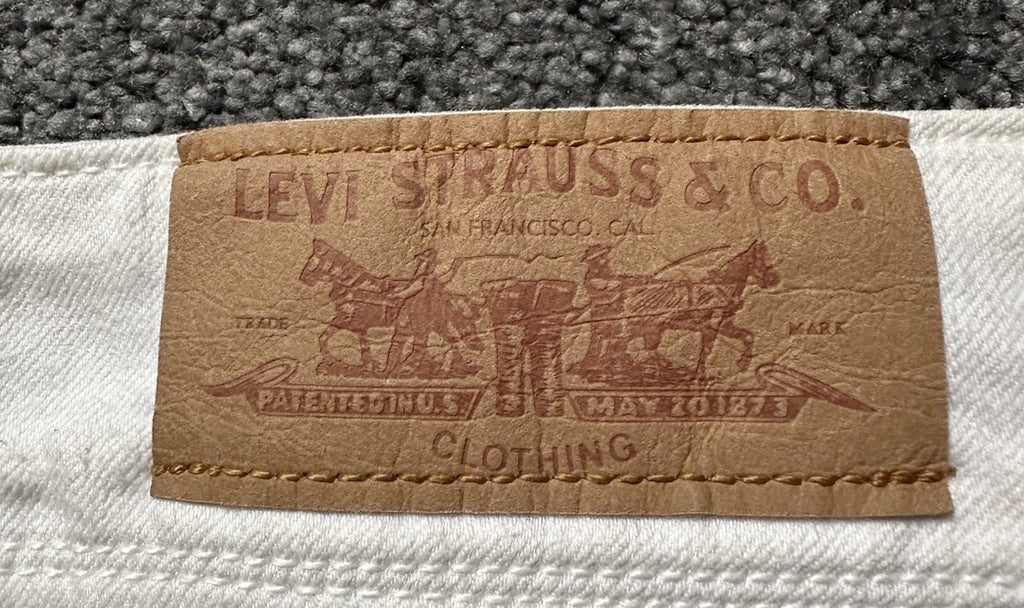 LEVI STRAUSS & CO.
SAN FRANCISCO. CAL.
TRADE MARK
PATENTED IN U.S. MAY 20 1873
CLOTHING